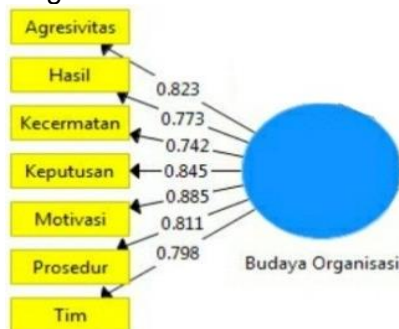 Agresivitas
Hasil
Kecermatan
Keputusan
Motivasi
Prosedur
Tim
0.823
0.773
0.742
0.845
0.885
0.811
0.798
Budaya Organisasi